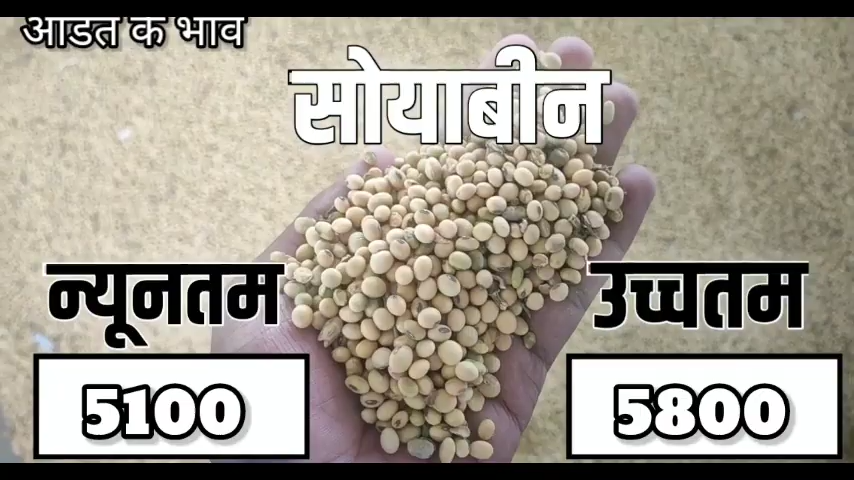 आडत के भाव
सोयाबीन
न्यूनतम
उच्चतम
5100
5800